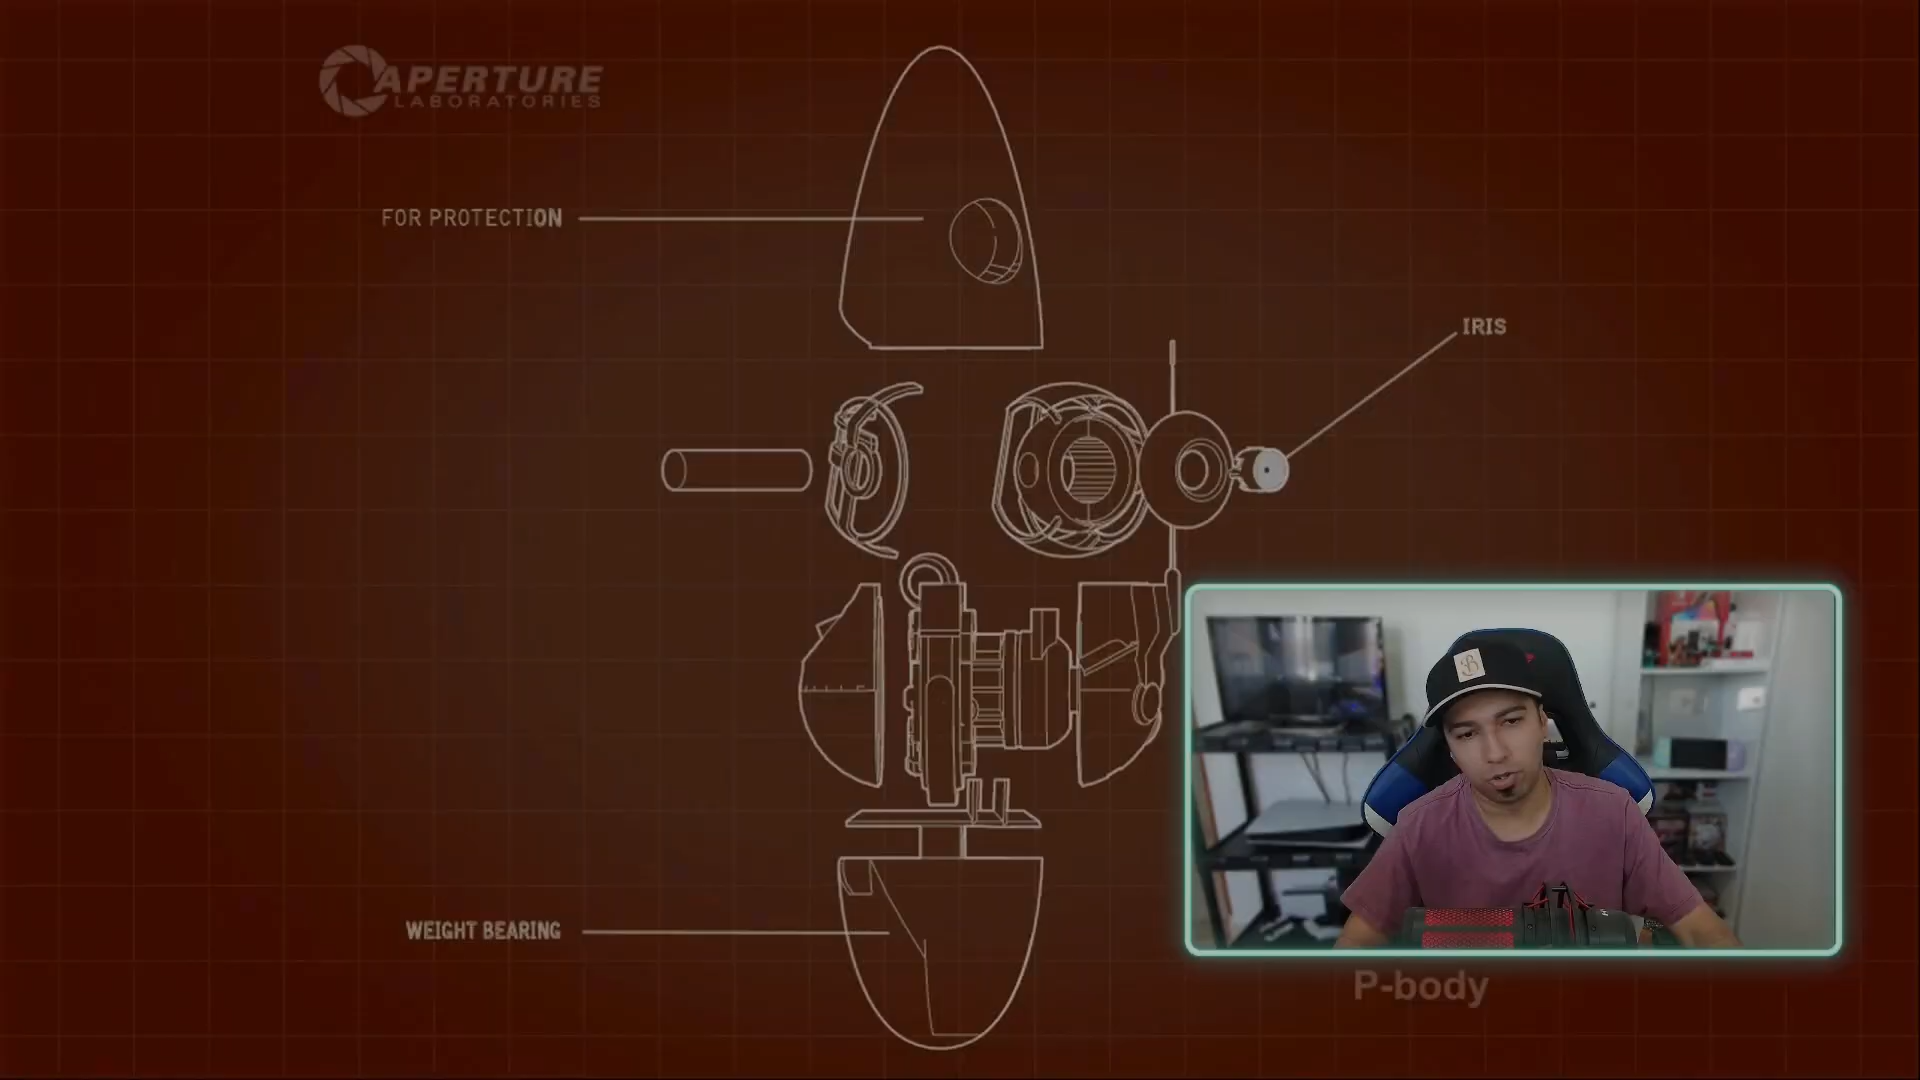 APERTURE
LABORATORIES
FOR PROTECTION
IRIS
WEIGHT BEARING
P-body